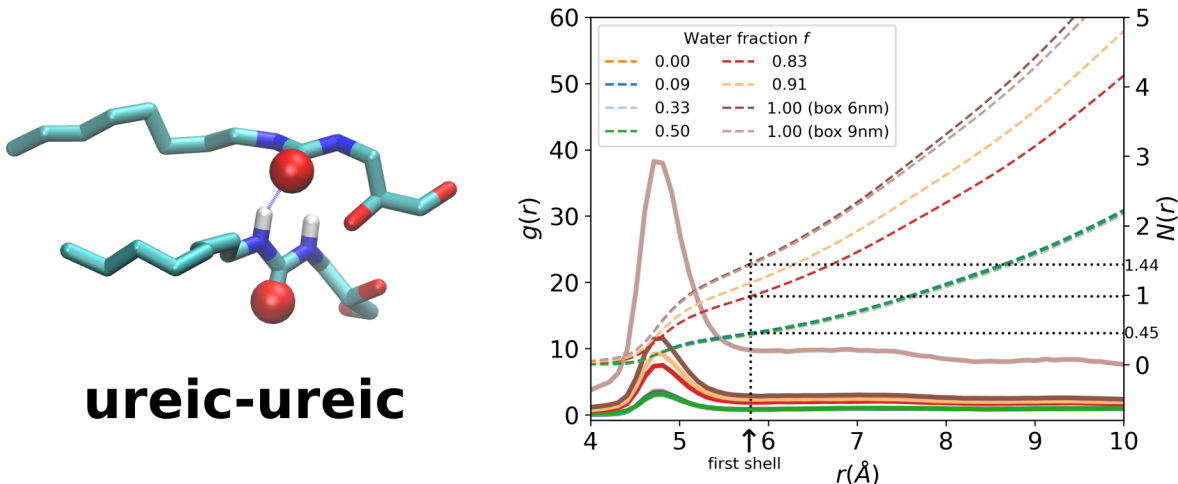 ureic-ureic
60
50
40
30
20
10
0
g(r)
Water fraction f
0.00
0.09
0.33
0.50
0.83
0.91
1.00 (box 6nm)
1.00 (box 9nm)
5
4
3
2
1.44
1
0.45
0
N(r)
4 5 6 7 8 9 10
first shell
r(Å)